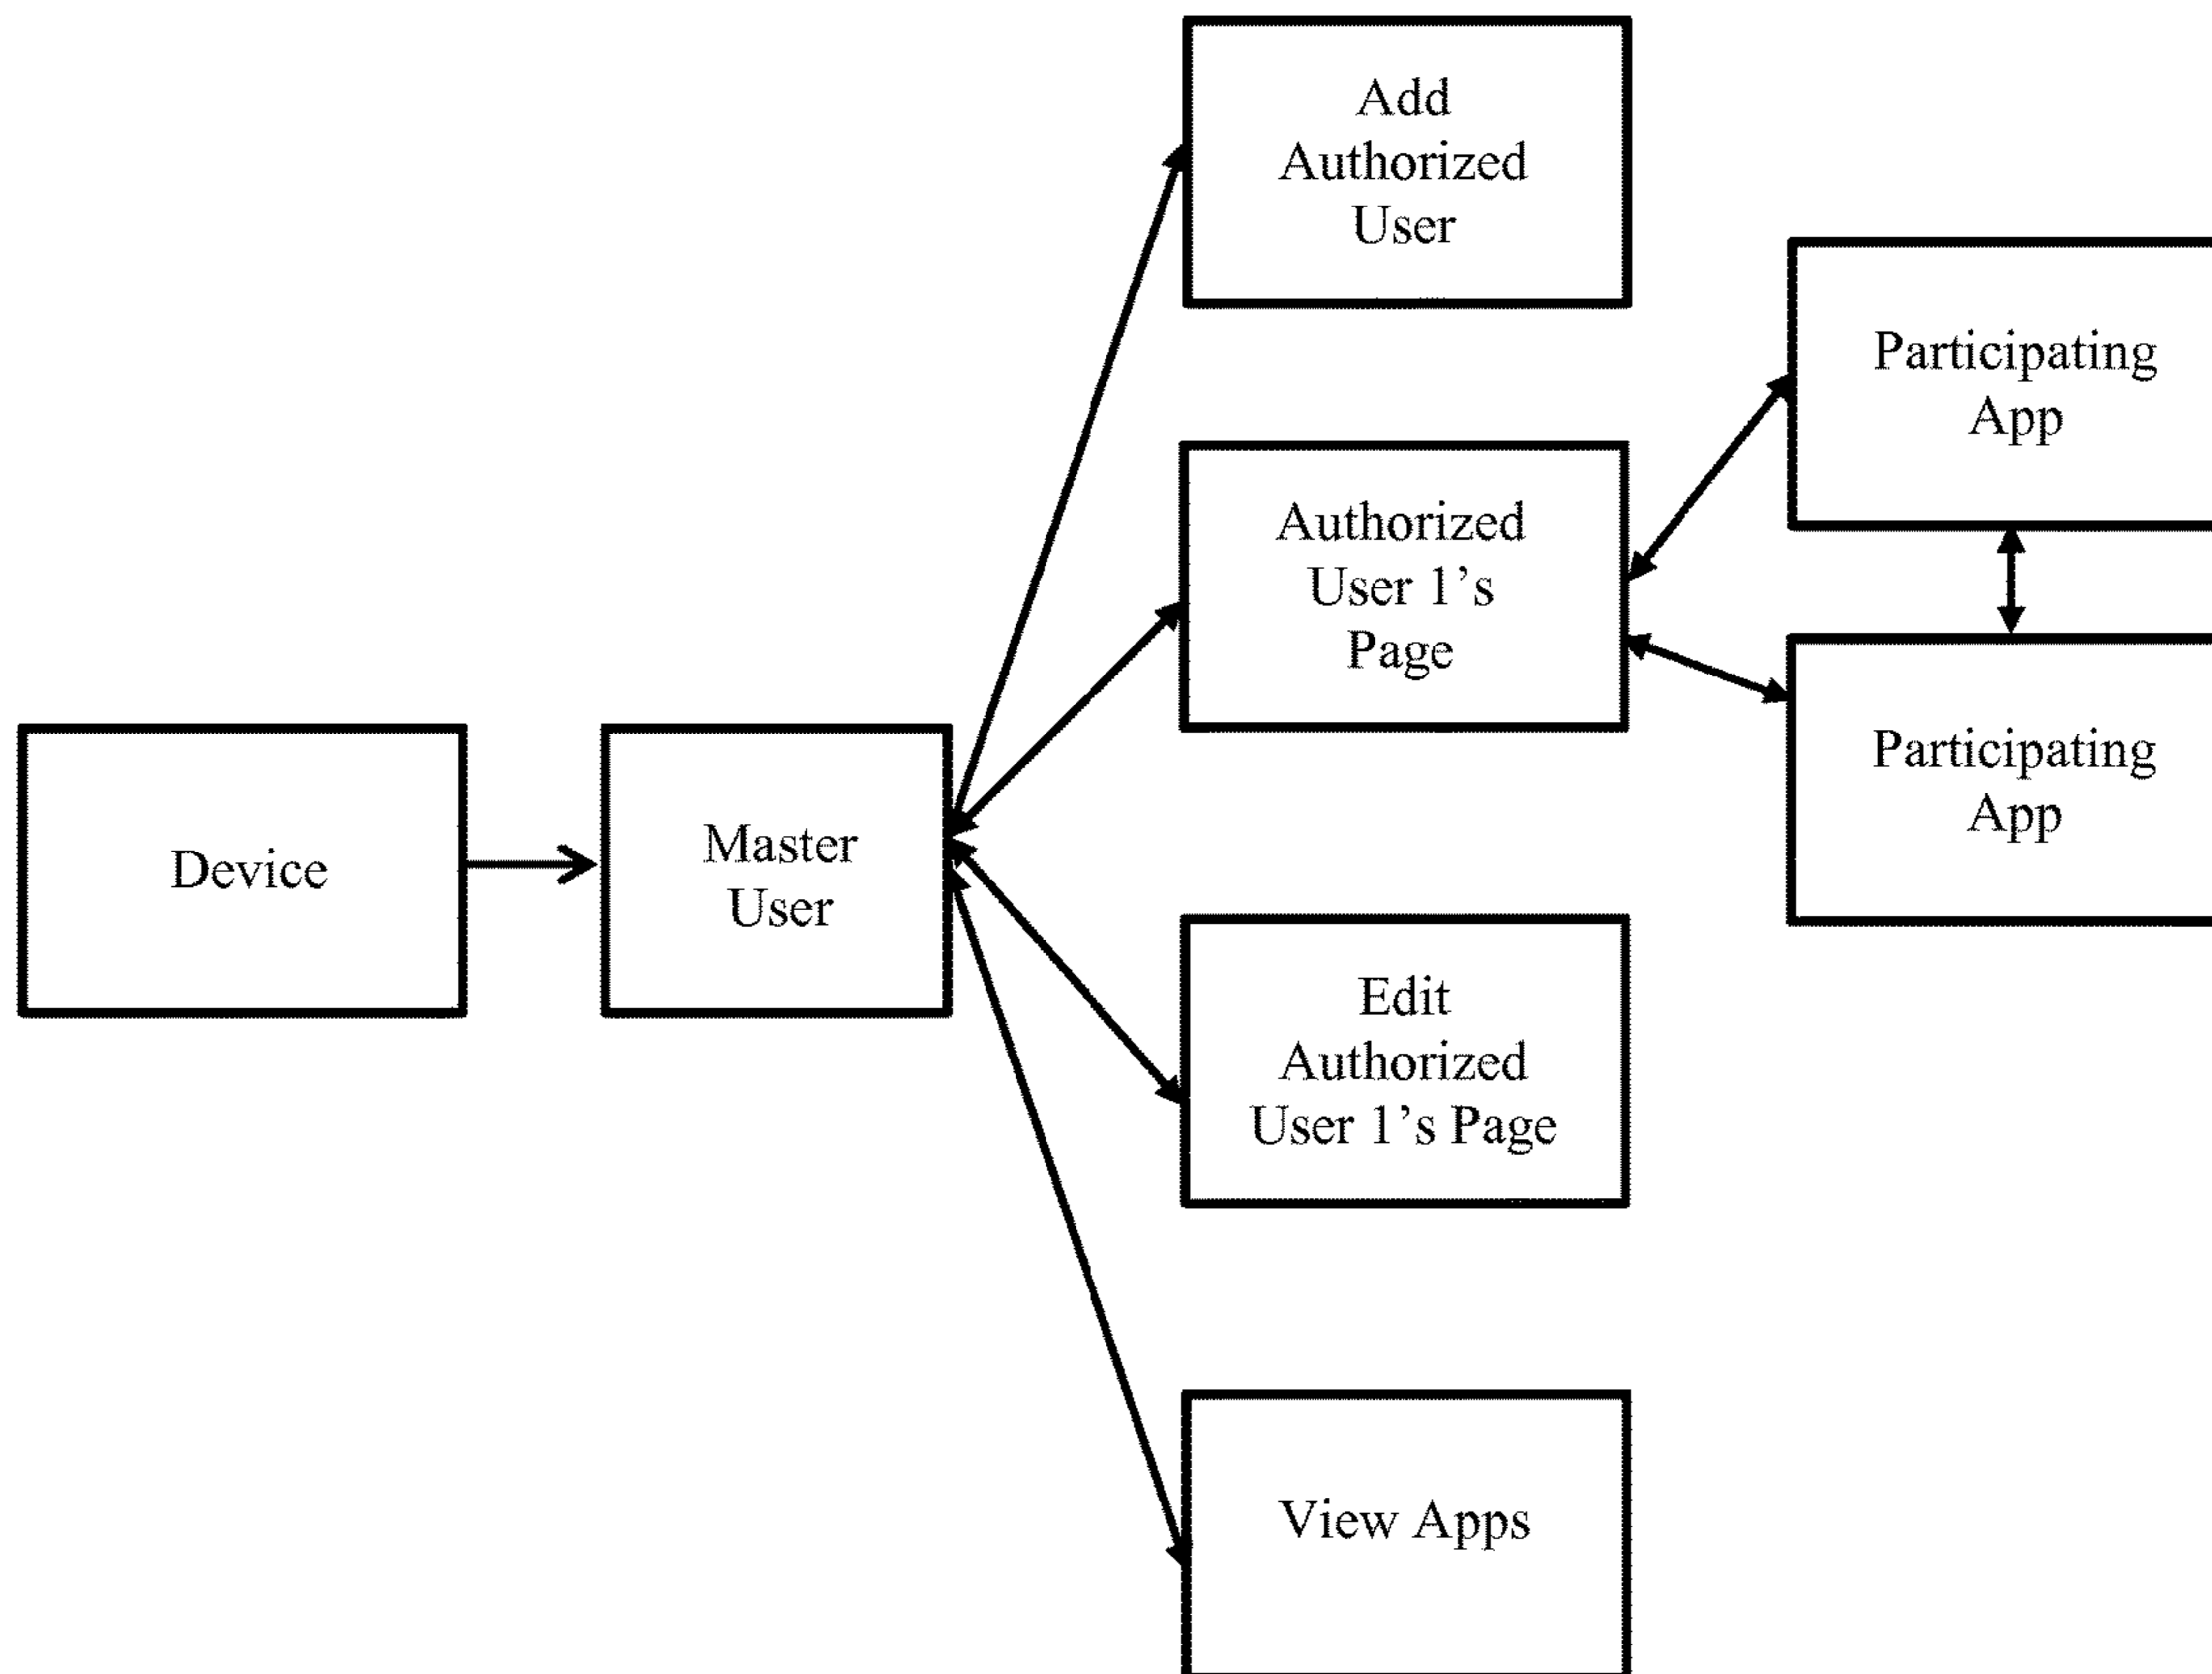 Add
Authorized
User
Participating
App
Authorized
User 1’s
Page
Participating
App
Device
Master
User
Edit
Authorized
User 1’s Page
View Apps